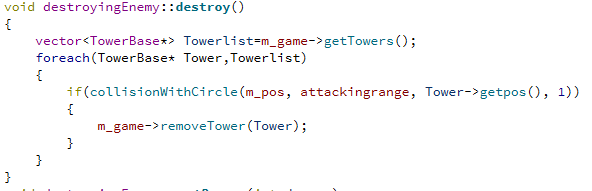 void destroyingEnemy::destroy()
{
    vector<TowerBase*> Towerlist=m_game->getTowers();
    foreach(TowerBase* Tower,Towerlist)
    {
        if(collisionWithCircle(m_pos, attackingrange, Tower->getpos(), 1))
        {
            m_game->removeTower(Tower);
        }
    }
}